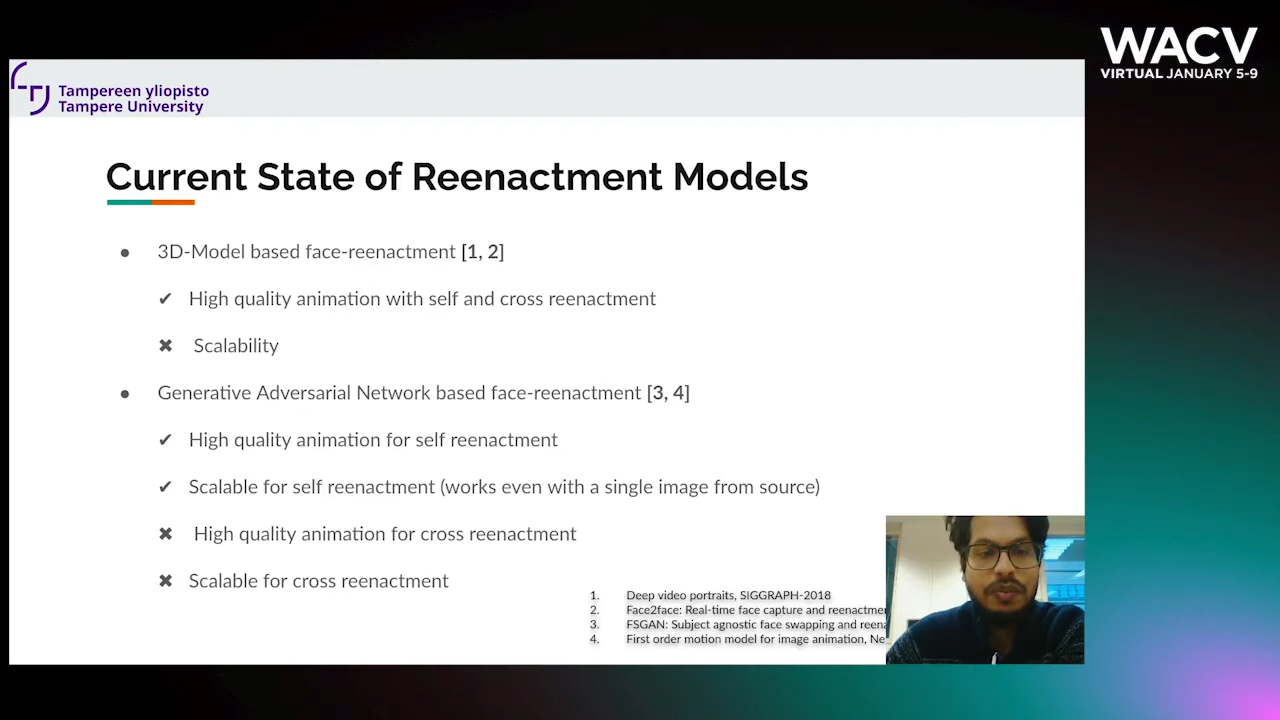 WACV
VIRTUAL JANUARY 5-9
Tampereen yliopisto
Tampere University
Current State of Reenactment Models
● 3D-Model based face-reenactment [1, 2]
✔ High quality animation with self and cross reenactment
✖ Scalability
● Generative Adversarial Network based face-reenactment [3, 4]
✔ High quality animation for self reenactment
✔ Scalable for self reenactment (works even with a single image from source)
✖ High quality animation for cross reenactment
✖ Scalable for cross reenactment
1. Deep video portraits, SIGGRAPH-2018
2. Face2face: Real-time face capture and
3. FSGAN: Subject agnostic face swapping and
4. First order motion model for image animation,